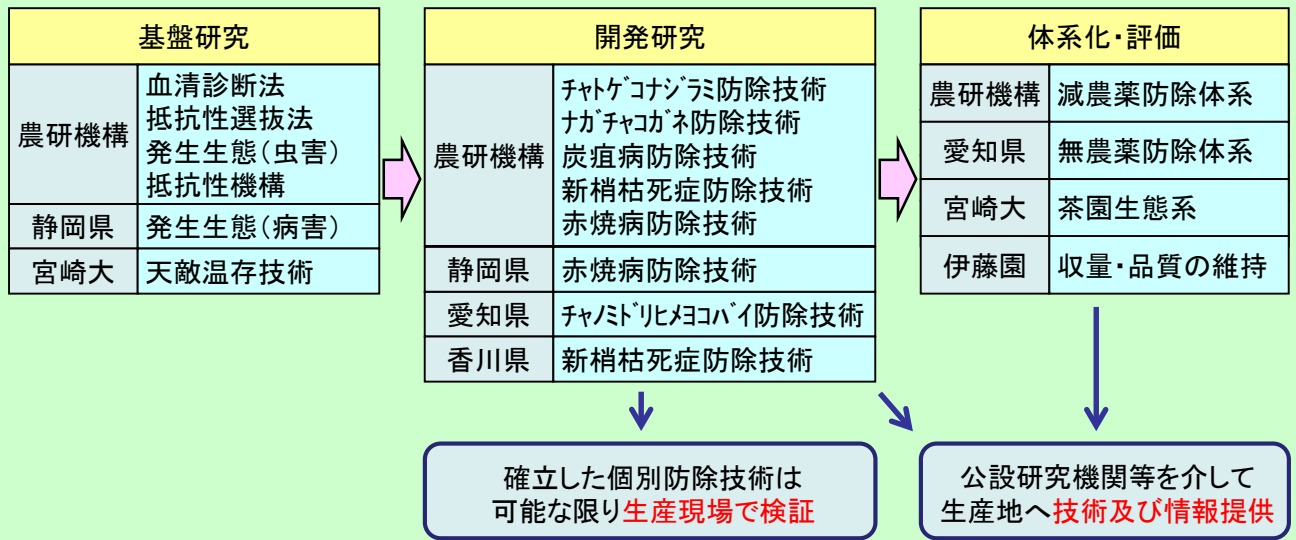 基盤研究
農研機構
血清診断法
抵抗性選抜法
発生生態(虫害)
抵抗性機構
静岡県 発生生態(病害)
宮崎大 天敵温存技術
開発研究
農研機構
ﾁｬﾄｹﾞｺﾅｼﾞﾗﾐ防除技術
ﾅｶﾞﾁｬｺｶﾞﾈ防除技術
炭疽病防除技術
新梢枯死症防除技術
赤焼病防除技術
静岡県 赤焼病防除技術
愛知県 ﾁｬﾉﾐﾄﾞﾘﾋﾒﾖｺﾊﾞｲ防除技術
香川県 新梢枯死症防除技術
体系化・評価
農研機構 減農薬防除体系
愛知県 無農薬防除体系
宮崎大 茶園生態系
伊藤園 収量・品質の維持
確立した個別防除技術は
可能な限り生産現場で検証
公設研究機関等を介して
生産地へ技術及び情報提供